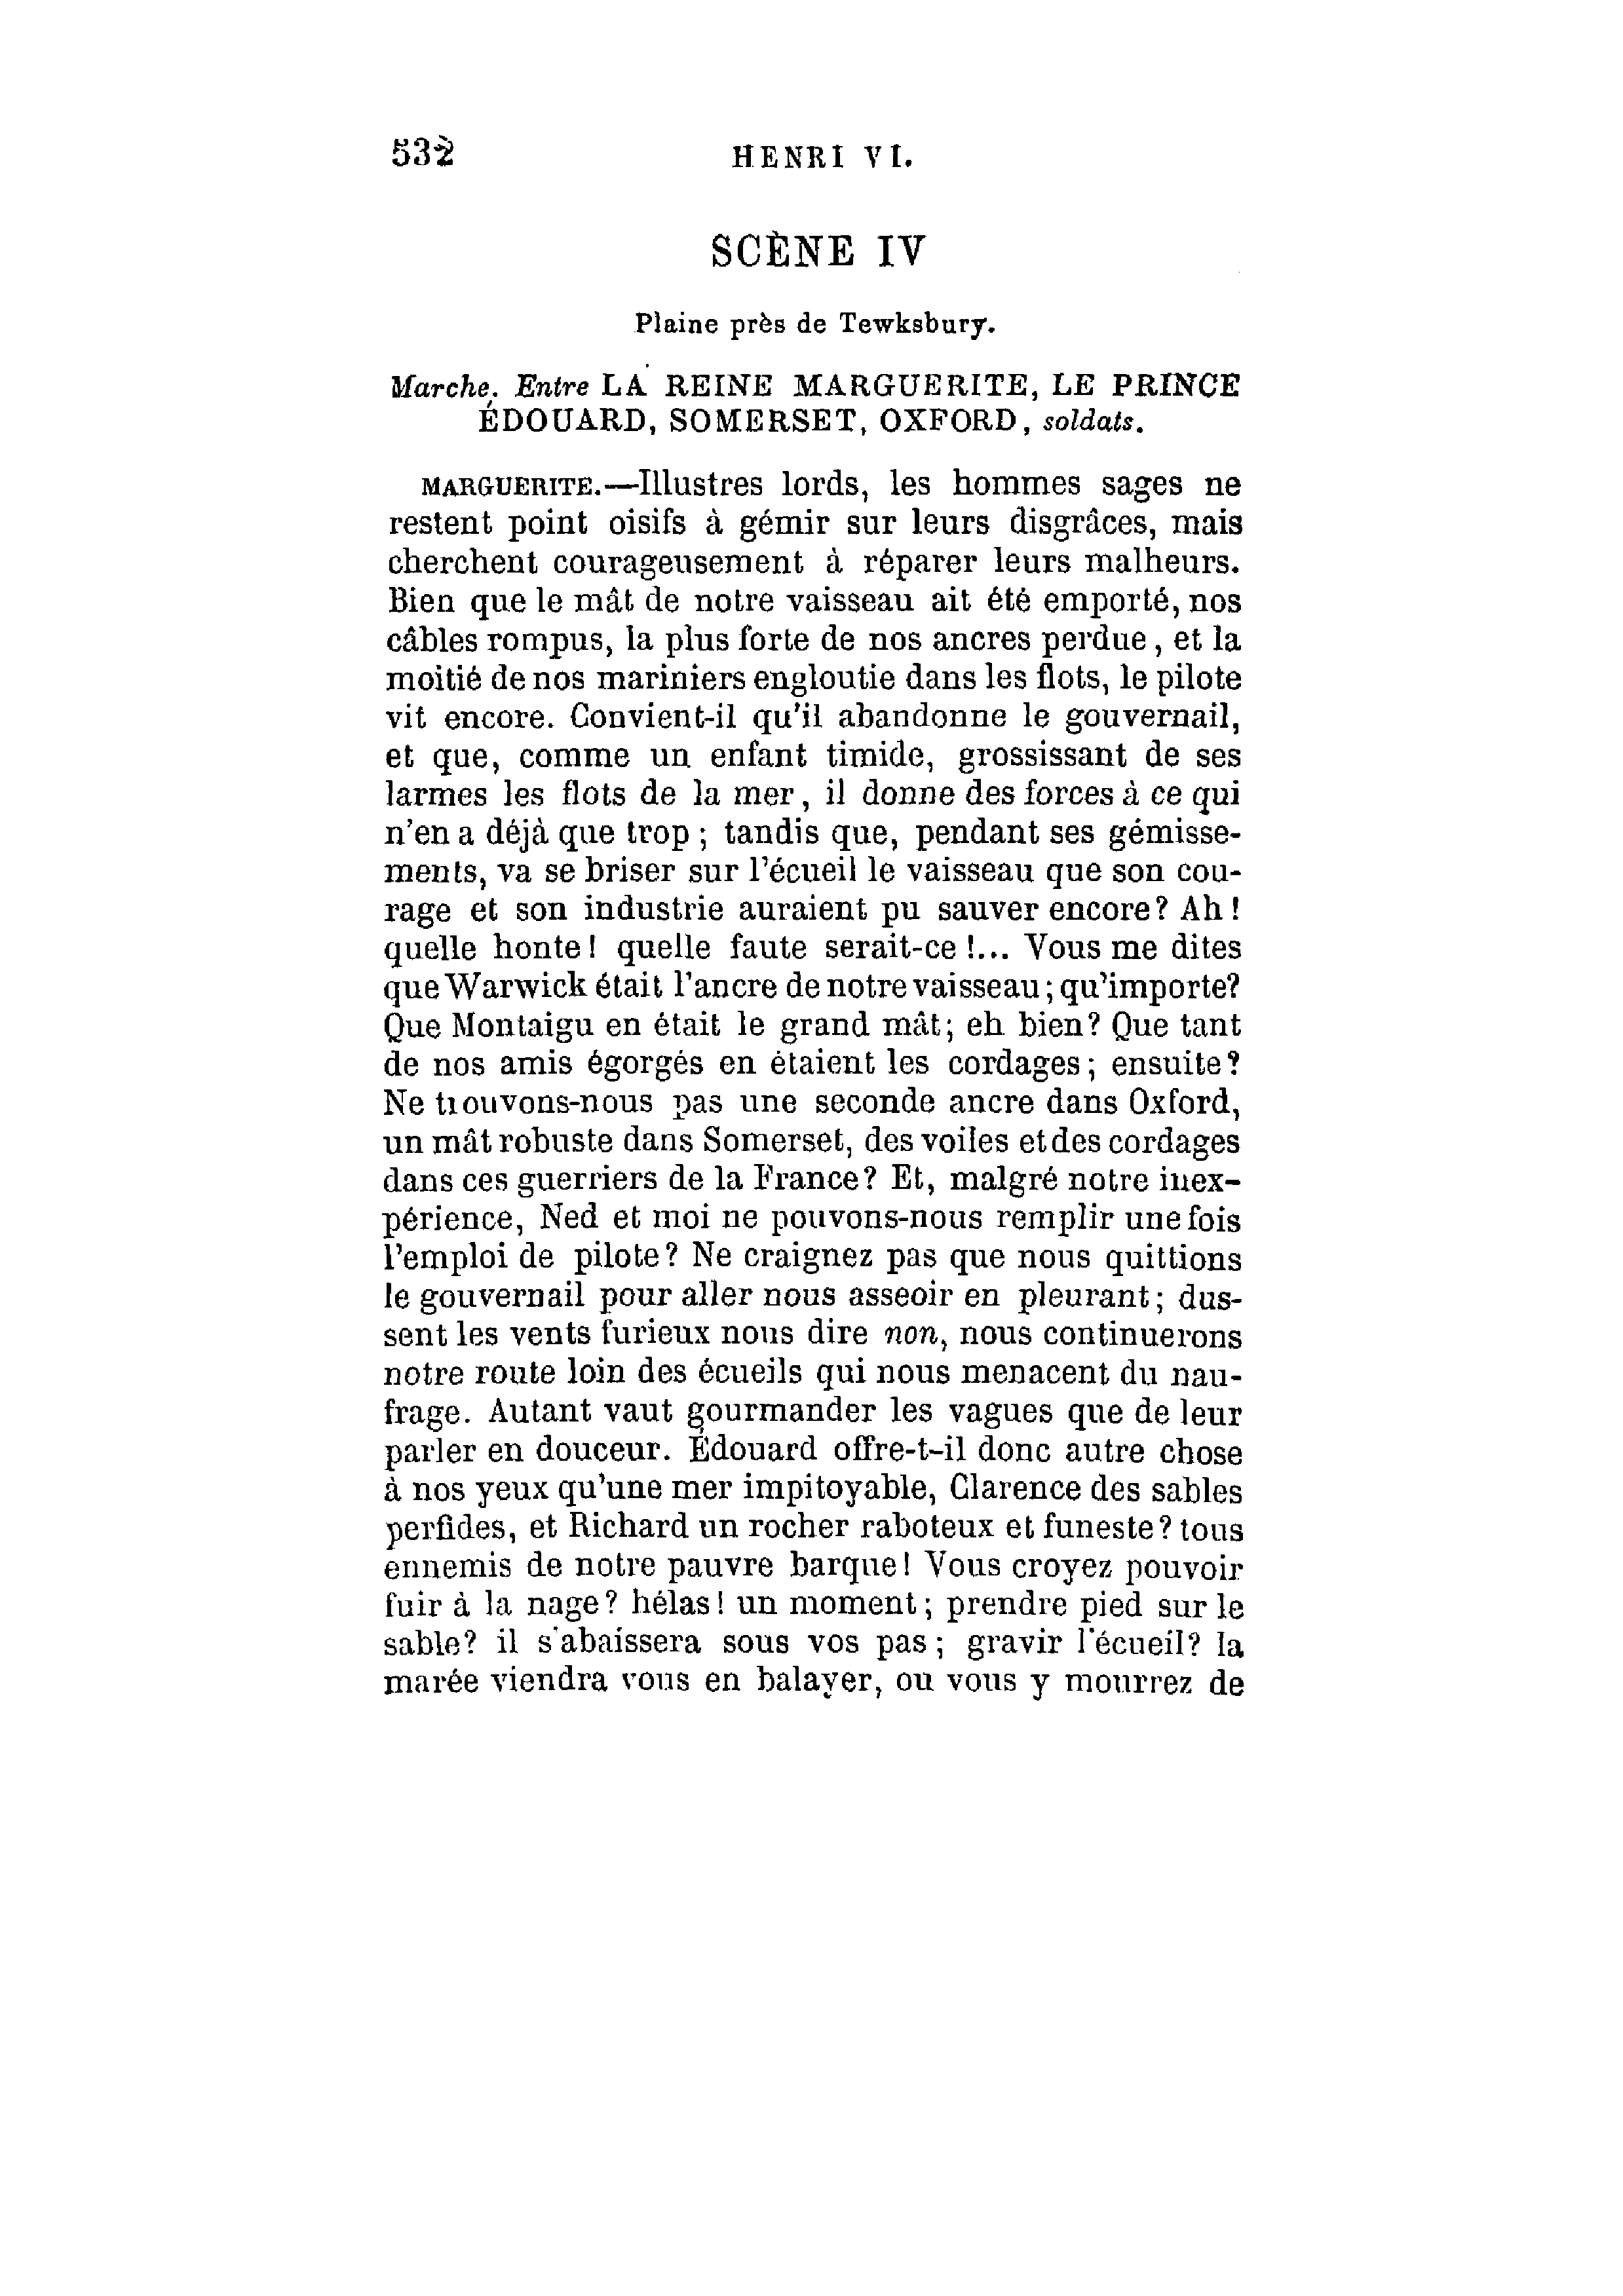 532 HENRI VI.
SCÈNE IV
Plaine près de Tewksbury.
Marche. Entre LA REINE MARGUERITE, LE PRINCE
ÉDOUARD, SOMERSET, OXFORD, soldats.
MARGUERITE.—Illustres lords, les hommes sages ne
restent point oisifs à gémir sur leurs disgrâces, mais
cherchent courageusement à réparer leurs malheurs.
Bien que le mât de notre vaisseau ait été emporté, nos
câbles rompus, la plus forte de nos ancres perdue, et la
moitié de nos mariniers engloutie dans les flots, le pilote
vit encore. Convient-il qu'il abandonne le gouvernail,
et que, comme un enfant timide, grossissant de ses
larmes les flots de la mer, il donne des forces à ce qui
n'en a déjà que trop ; tandis que, pendant ses gémisse-
ments, va se briser sur l'écueil le vaisseau que son cou-
rage et son industrie auraient pu sauver encore? Ah !
quelle honte! quelle faute serait-ce !... Vous me dites
que Warwick était l'ancre de notre vaisseau; qu'importe?
Que Montaigu en était le grand mât; eh bien? Que tant
de nos amis égorgés en étaient les cordages; ensuite?
Ne trouvons-nous pas une seconde ancre dans Oxford,
un mât robuste dans Somerset, des voiles et des cordages
dans ces guerriers de la France? Et, malgré notre inex-
périence, Ned et moi ne pouvons-nous remplir une fois
l'emploi de pilote? Ne craignez pas que nous quittions
le gouvernail pour aller nous asseoir en pleurant; dus-
sent les vents furieux nous dire non, nous continuerons
notre route loin des écueils qui nous menacent du nau-
frage. Autant vaut gourmander les vagues que de leur
parler en douceur. Édouard offre-t-il donc autre chose
à nos yeux qu'une mer impitoyable, Clarence des sables
perfides, et Richard un rocher raboteux et funeste? tous
ennemis de notre pauvre barque! Vous croyez pouvoir
fuir à la nage? hélas! un moment; prendre pied sur le
sable? il s'abaissera sous vos pas; gravir l'écueil? la
marée viendra vous en balayer, ou vous y mourrez de